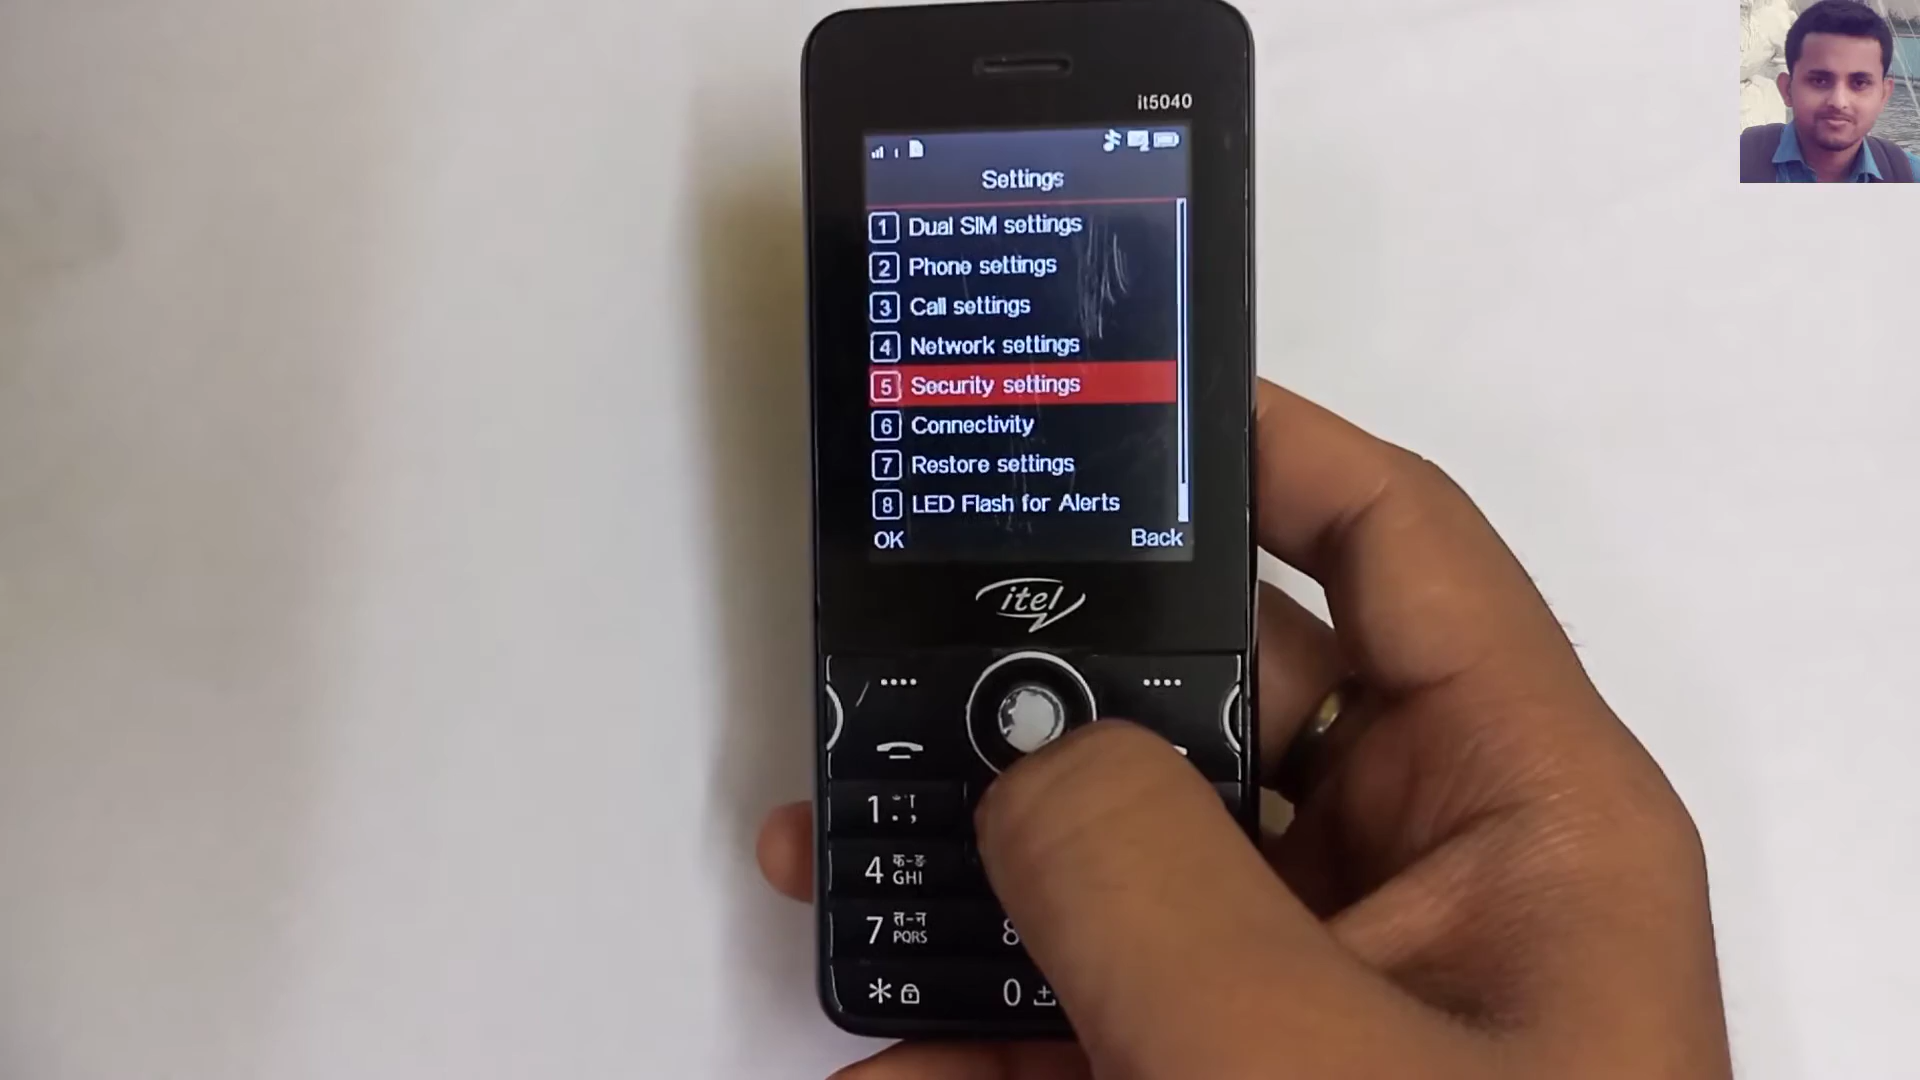 it5040
Settings
1 Dual SIM settings
2 Phone settings
3 Call settings
4 Network settings
5 Security settings
6 Connectivity
7 Restore settings
8 LED Flash for Alerts
OK Back
itel
1 . ,
4 क-ङ
GHI
7 त-न
PQRS
8
* 0